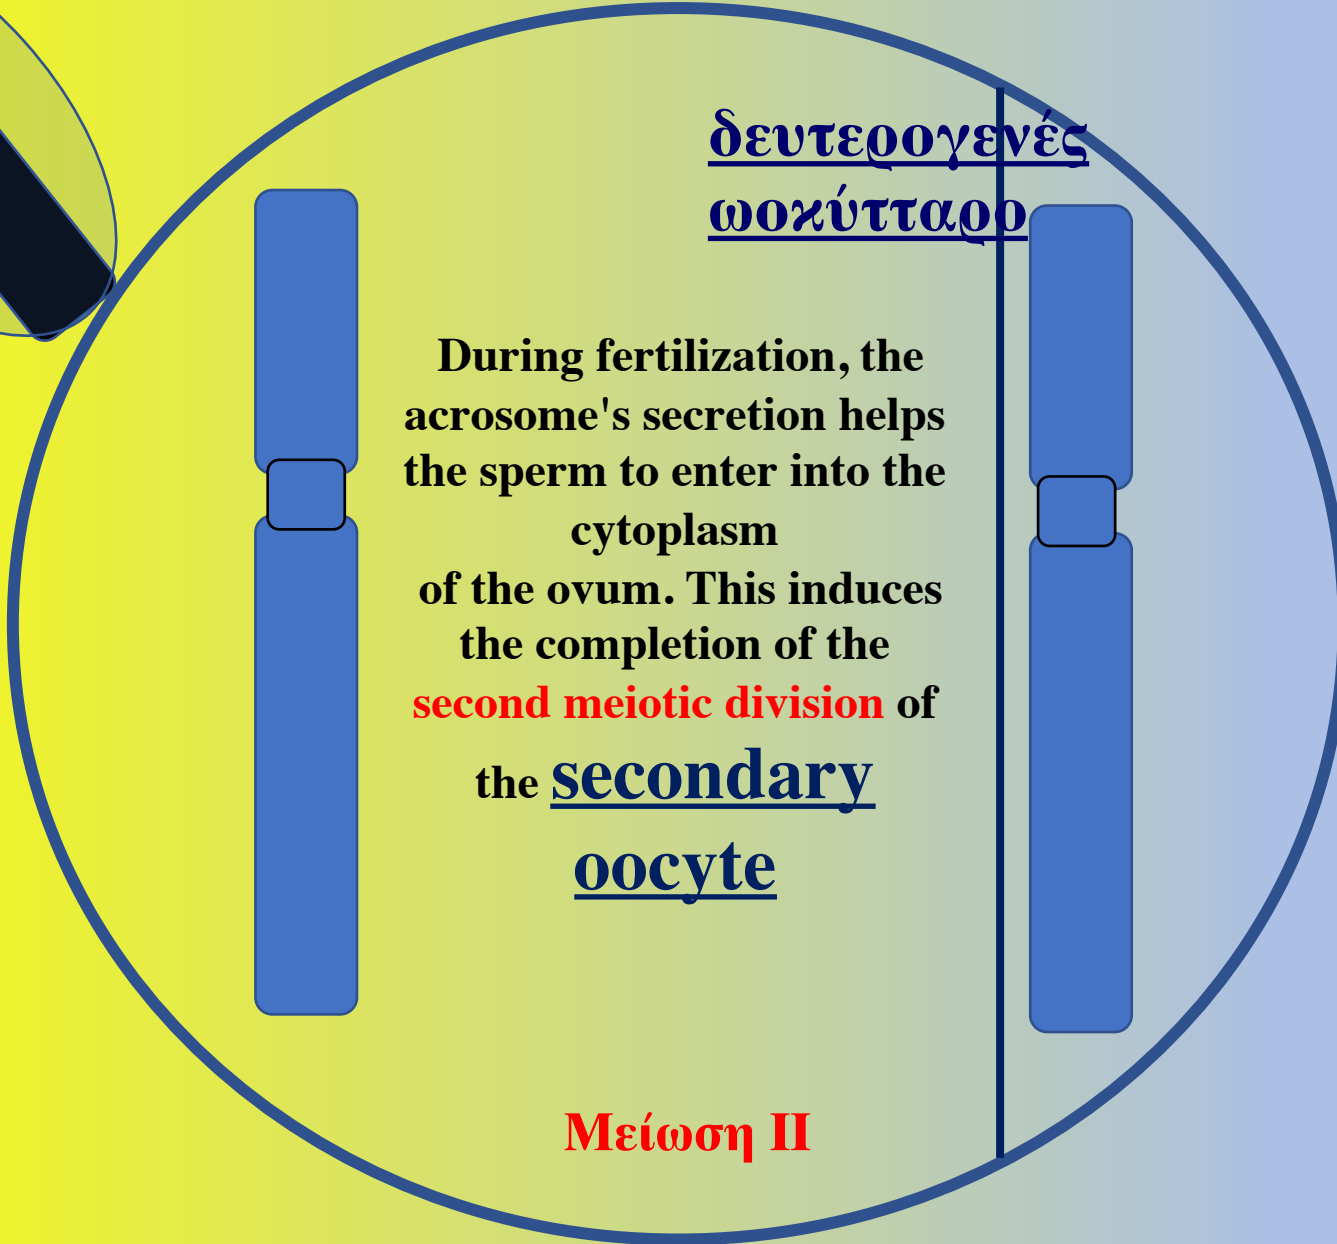 δευτερογενές
ωοκύτταρο
During fertilization, the
acrosome's secretion helps
the sperm to enter into the
cytoplasm
of the ovum. This induces
the completion of the
second meiotic division of
the secondary
oocyte
Μείωση ΙΙ